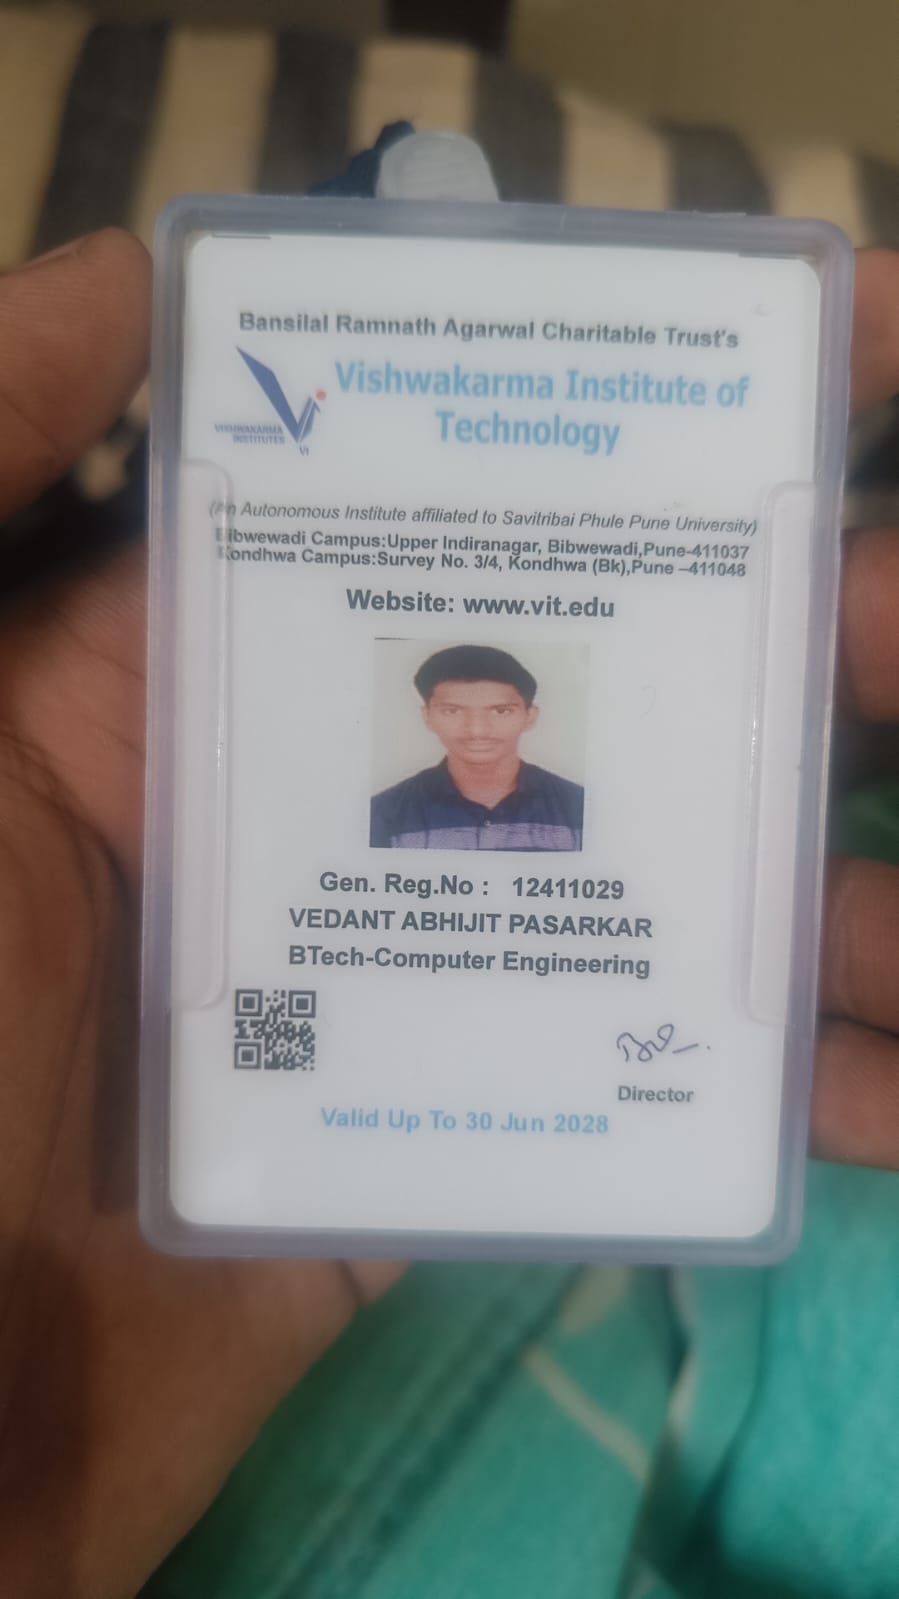 Bansilal Ramnath Agarwal Charitable Trust's
Vishwakarma Institute of
Technology
VISHWAKARMA
INSTITUTES
VI
(An Autonomous Institute affiliated to Savitribai Phule Pune University)
Bibwewadi Campus:Upper Indiranagar, Bibwewadi,Pune-411037
Kondhwa Campus:Survey No. 3/4, Kondhwa (Bk),Pune –411048
Website: www.vit.edu
Gen. Reg.No : 12411029
VEDANT ABHIJIT PASARKAR
BTech-Computer Engineering
Director
Valid Up To 30 Jun 2028